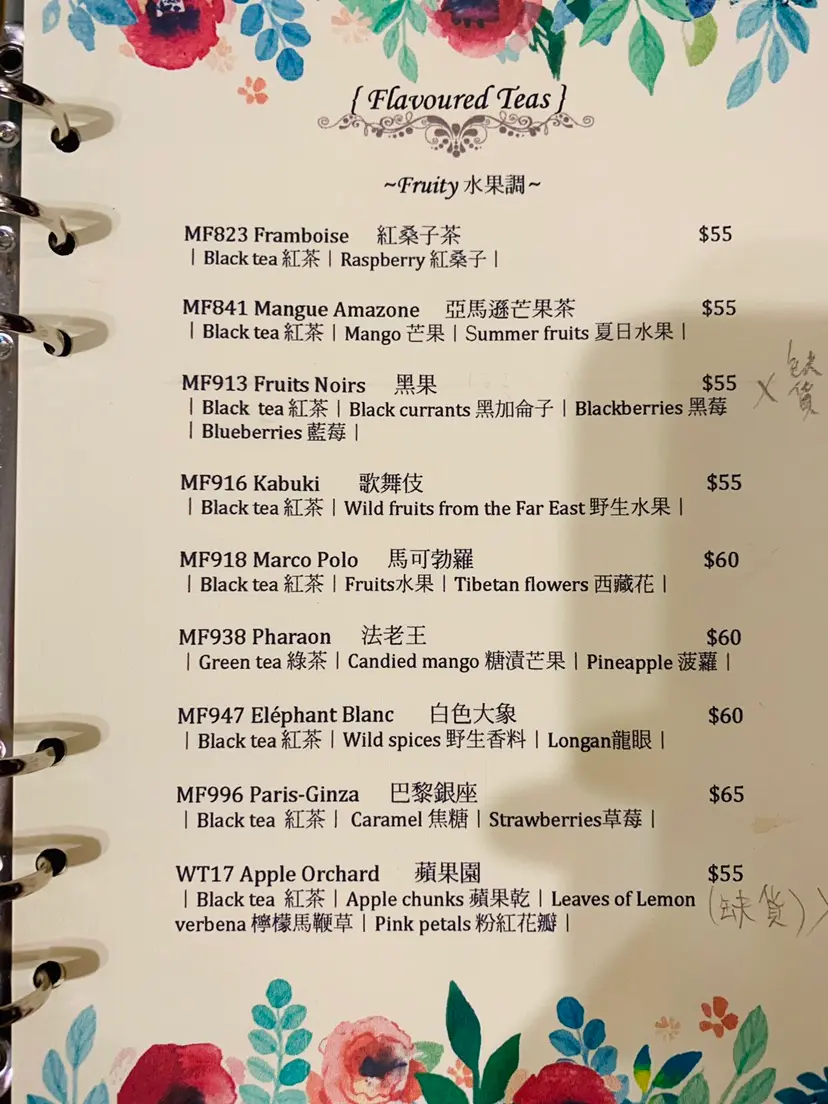 { Flavoured Teas }
~Fruity 水果調~
MF823 Framboise 紅桑子茶 $55
| Black tea 紅茶 | Raspberry 紅桑子 |
MF841 Mangue Amazone 亞馬遜芒果茶 $55
| Black tea 紅茶 | Mango 芒果 | Summer fruits 夏日水果 |
MF913 Fruits Noirs 黑果 $55 X 缺貨
| Black tea 紅茶 | Black currants 黑加侖子 | Blackberries 黑莓
| Blueberries 藍莓 |
MF916 Kabuki 歌舞伎 $55
| Black tea 紅茶 | Wild fruits from the Far East 野生水果 |
MF918 Marco Polo 馬可勃羅 $60
| Black tea 紅茶 | Fruits水果 | Tibetan flowers 西藏花 |
MF938 Pharaon 法老王 $60
| Green tea 綠茶 | Candied mango 糖漬芒果 | Pineapple 菠蘿 |
MF947 Eléphant Blanc 白色大象 $60
| Black tea 紅茶 | Wild spices 野生香料 | Longan龍眼 |
MF996 Paris-Ginza 巴黎銀座 $65
| Black tea 紅茶 | Caramel 焦糖 | Strawberries草莓 |
WT17 Apple Orchard 蘋果園 $55
| Black tea 紅茶 | Apple chunks 蘋果乾 | Leaves of Lemon (缺貨) X
verbena 檸檬馬鞭草 | Pink petals 粉紅花瓣 |